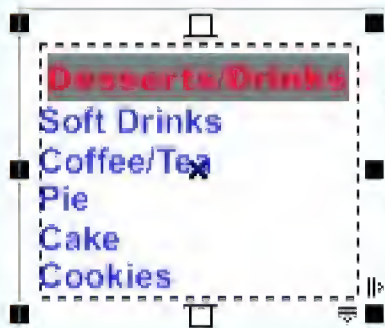 Desserts/Drinks
Soft Drinks
Coffee/Tea
Pie
Cake
Cookies